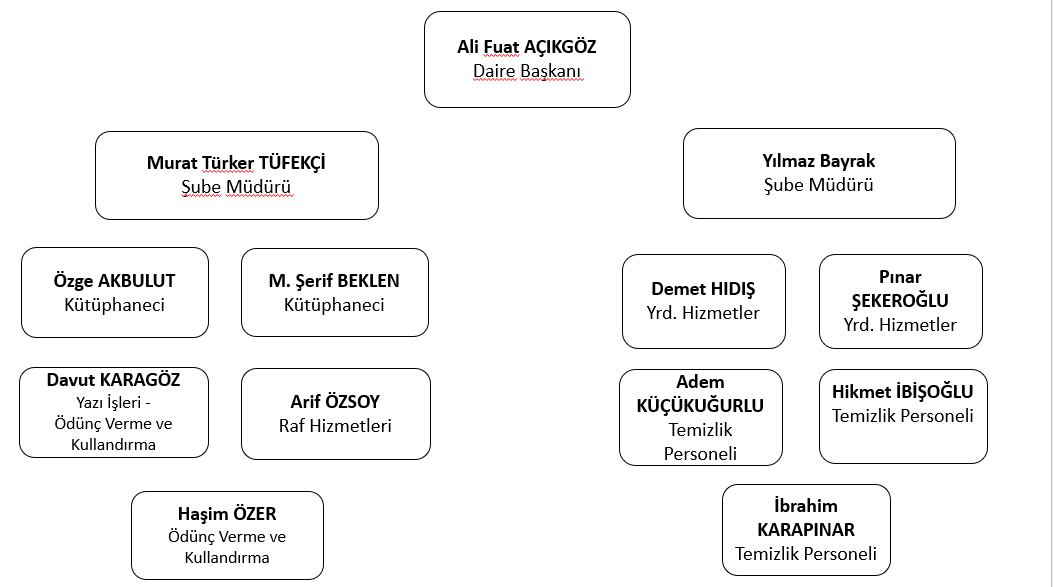 Ali Fuat AÇIKGÖZ
Daire Başkanı
Murat Türker TÜFEKÇİ
Şube Müdürü
Yılmaz Bayrak
Şube Müdürü
Özge AKBULUT
Kütüphaneci
M. Şerif BEKLEN
Kütüphaneci
Demet HIDIŞ
Yrd. Hizmetler
Pınar
ŞEKEROĞLU
Yrd. Hizmetler
Davut KARAGÖZ
Yazı İşleri -
Ödünç Verme ve
Kullandırma
Arif ÖZSOY
Raf Hizmetleri
Adem
KÜÇÜKUĞURLU
Temizlik
Personeli
Hikmet İBİŞOĞLU
Temizlik Personeli
Haşim ÖZER
Ödünç Verme ve
Kullandırma
İbrahim
KARAPINAR
Temizlik Personeli